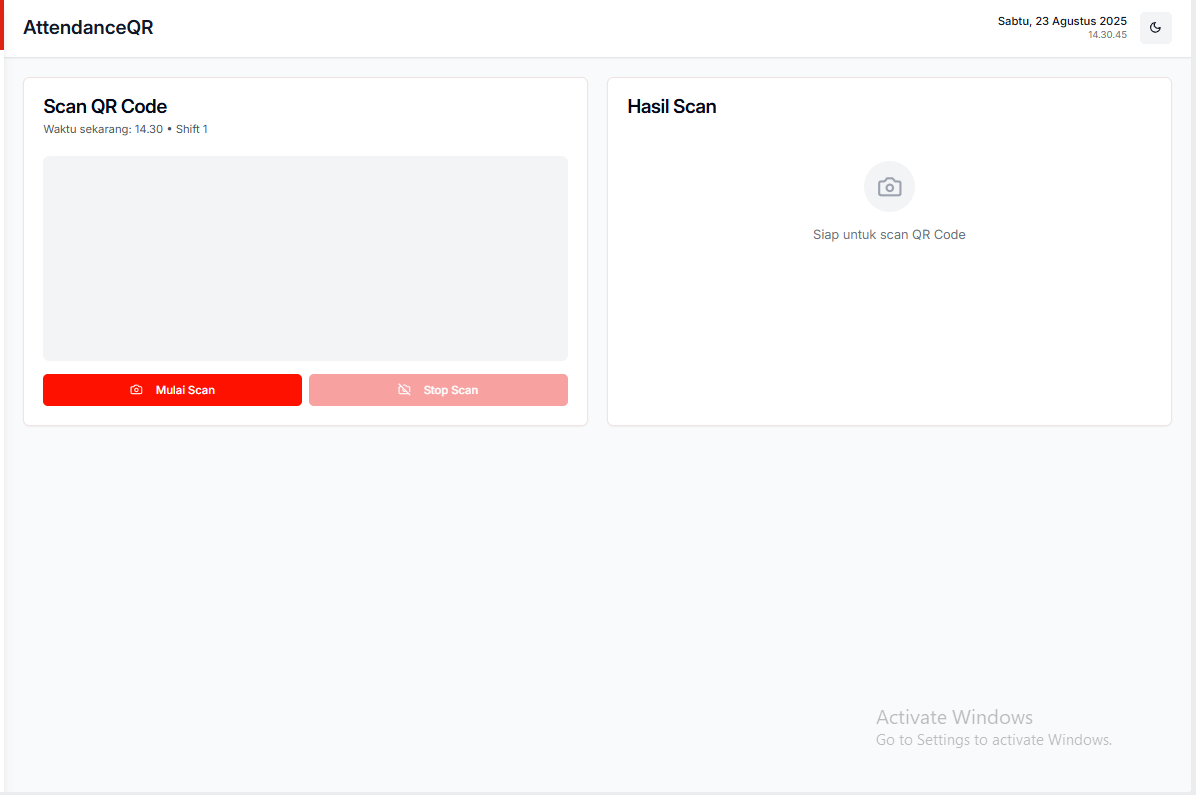 AttendanceQR
Sabtu, 23 Agustus 2025
14.30.45
Scan QR Code
Waktu sekarang: 14.30 • Shift 1
Mulai Scan
Stop Scan
Hasil Scan
Siap untuk scan QR Code
Activate Windows
Go to Settings to activate Windows.